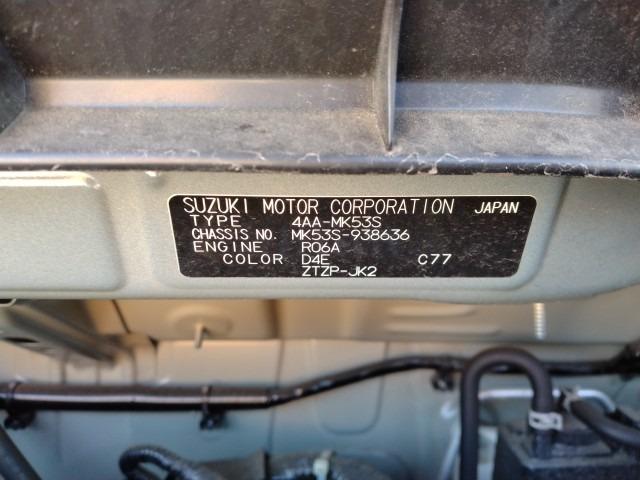 SUZUKI MOTOR CORPORATION JAPAN
TYPE 4AA-MK53S
CHASSIS NO. MK53S-938636
ENGINE R06A
COLOR D4E C77
ZTZP-JK2